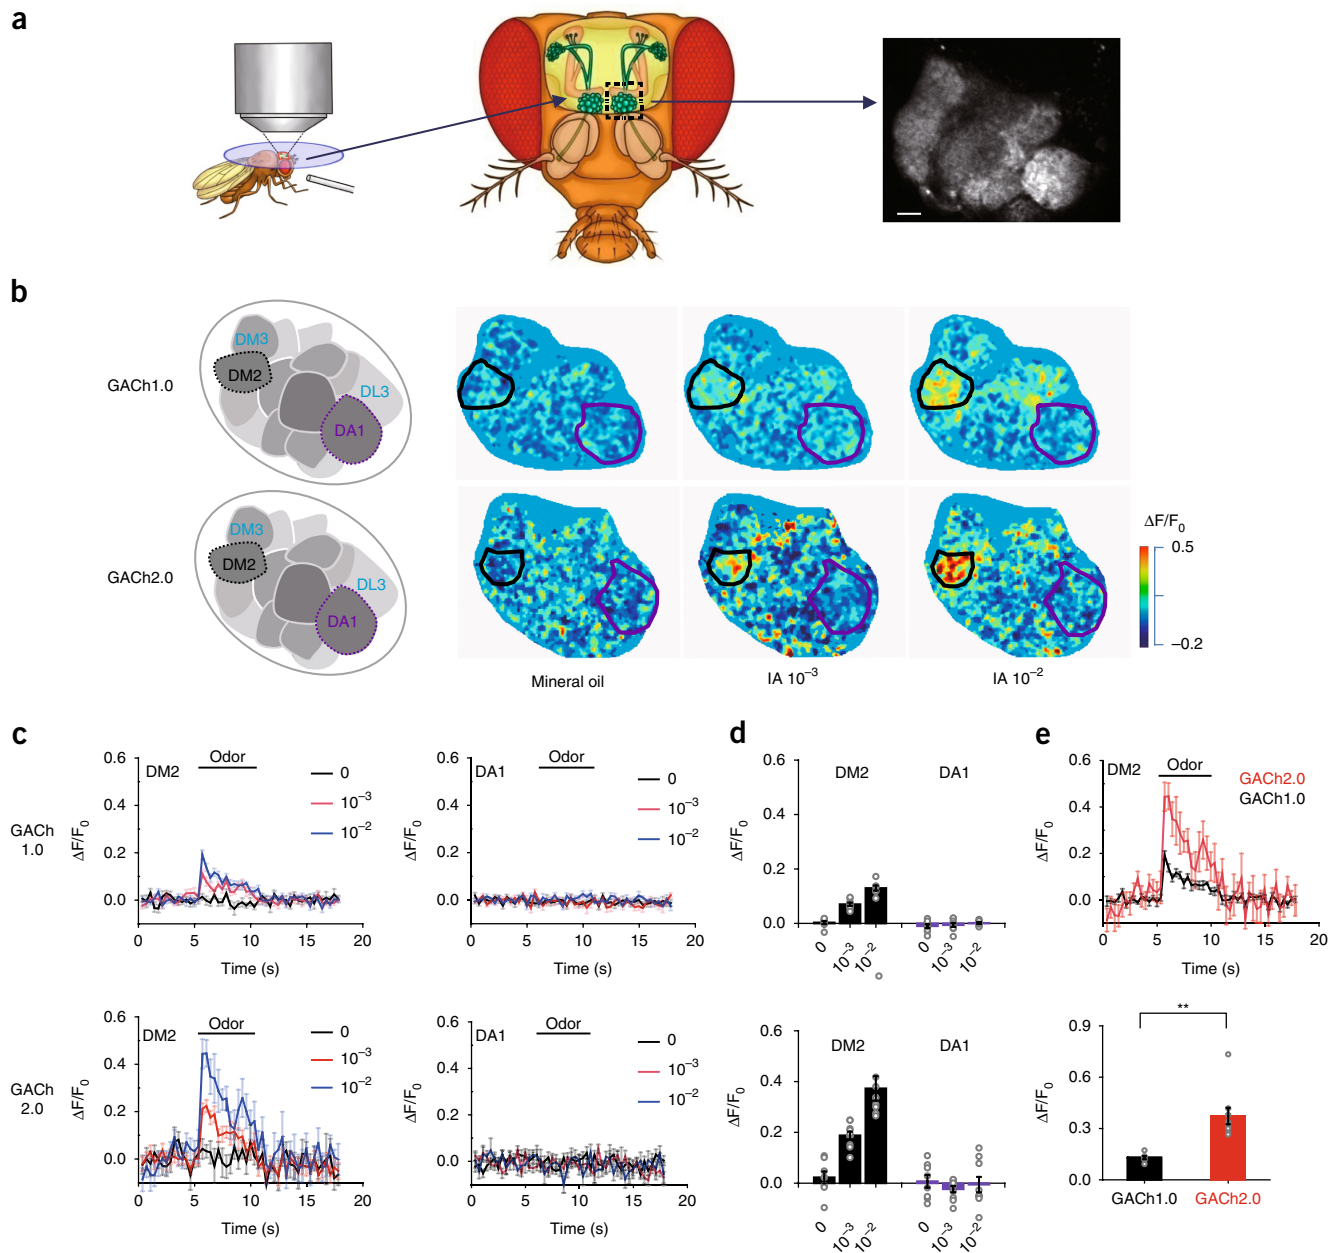 a
b
GACh1.0
DM3
DM2
DL3
DA1
GACh2.0
DM3
DM2
DL3
DA1
Mineral oil
IA 10⁻³
IA 10⁻²
ΔF/F₀
0.5
−0.2
c
GACh
1.0
0.6
0.4
0.2
0.0
ΔF/F₀
DM2
Odor
0
10⁻³
10⁻²
0 5 10 15 20
Time (s)
0.6
0.4
0.2
0.0
ΔF/F₀
DA1
Odor
0
10⁻³
10⁻²
0 5 10 15 20
Time (s)
GACh
2.0
0.6
0.4
0.2
0.0
ΔF/F₀
DM2
Odor
0
10⁻³
10⁻²
0 5 10 15 20
Time (s)
0.6
0.4
0.2
0.0
ΔF/F₀
DA1
Odor
0
10⁻³
10⁻²
0 5 10 15 20
Time (s)
d
0.6
0.4
0.2
0.0
ΔF/F₀
DM2 DA1
0 10⁻³ 10⁻² 0 10⁻³ 10⁻²
0.6
0.4
0.2
0.0
ΔF/F₀
DM2 DA1
0 10⁻³ 10⁻² 0 10⁻³ 10⁻²
e
0.6
0.4
0.2
0.0
ΔF/F₀
DM2
Odor
GACh2.0
GACh1.0
0 5 10 15 20
Time (s)
0.9
0.6
0.3
0.0
ΔF/F₀
**
GACh1.0 GACh2.0